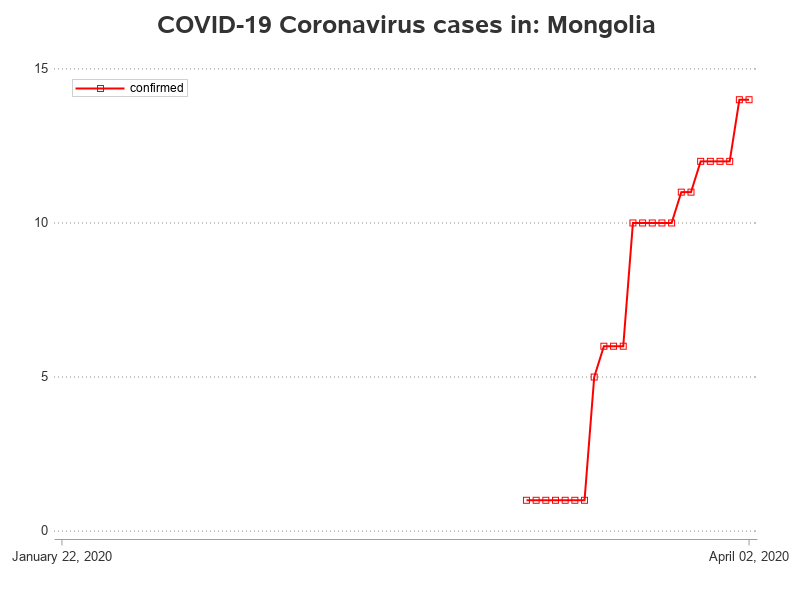 COVID-19 Coronavirus cases in: Mongolia
15
confirmed
10
5
0
January 22, 2020
April 02, 2020